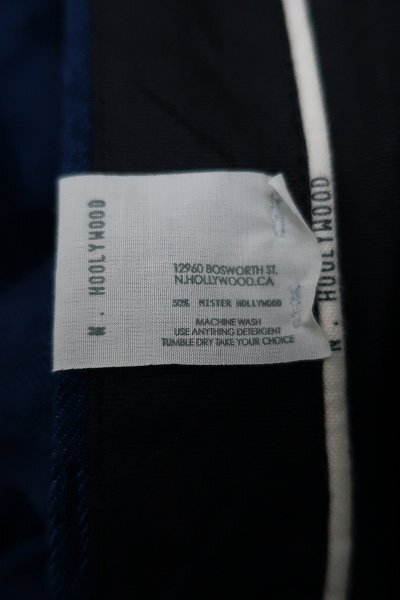 N. HOOLYWOOD
12960 BOSWORTH ST.
N.HOLLYWOOD.CA
50% MISTER HOLLYWOOD
MACHINE WASH
USE ANYTHING DETERGENT
TUMBLE DRY TAKE YOUR CHOICE
N. HOOLYWOOD